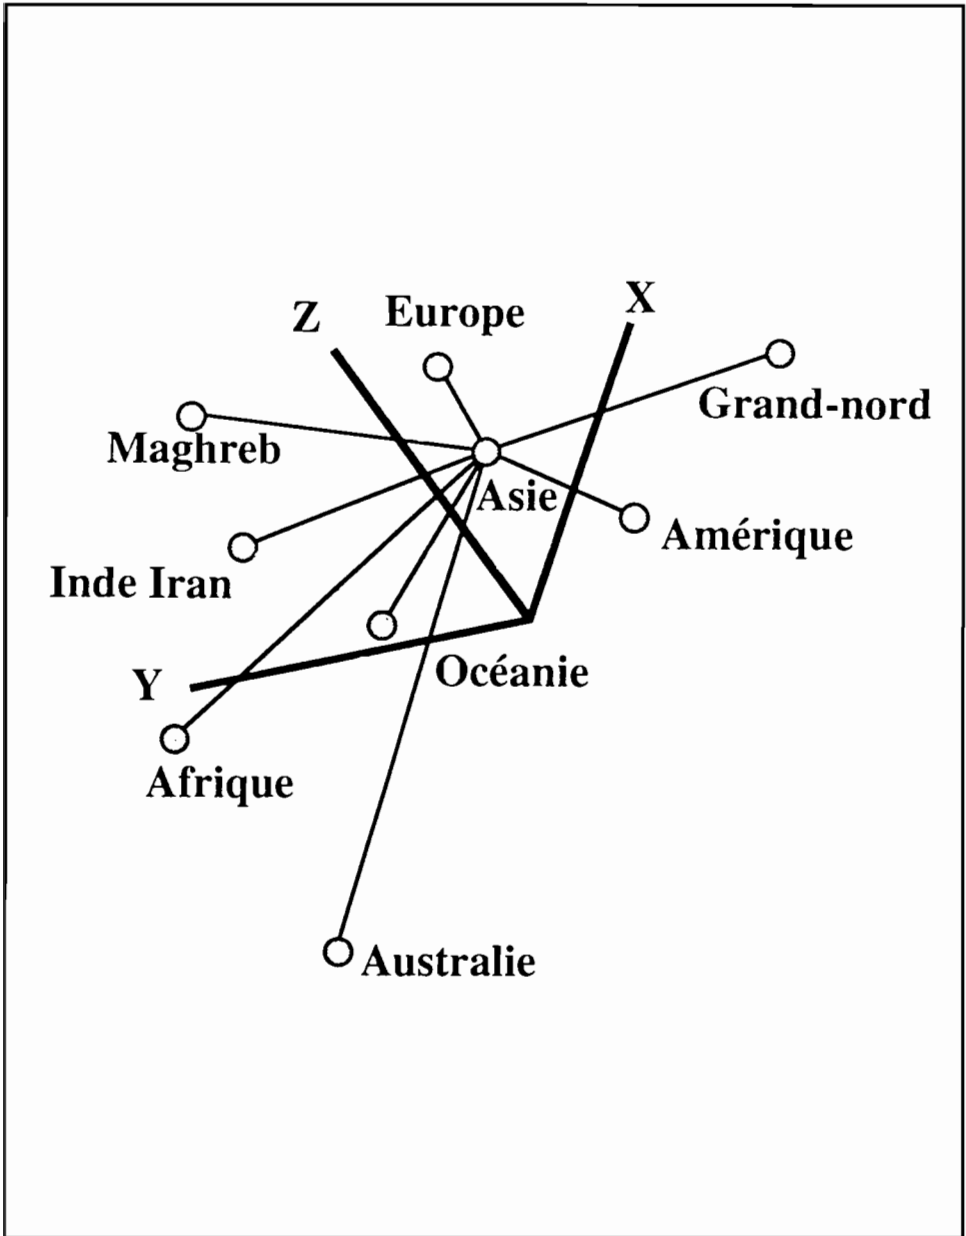 X
Z
Europe
Grand-nord
Maghreb
Asie
Amérique
Inde Iran
Océanie
Y
Afrique
Australie